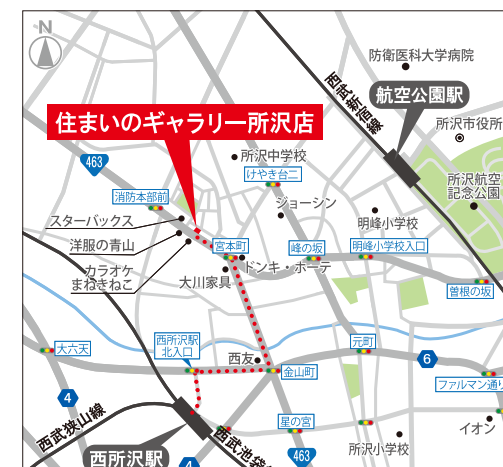 N
防衛医科大学病院
西武新宿線
航空公園駅
住まいのギャラリー所沢店
所沢市役所
463
所沢中学校
けやき台二
所沢航空
記念公園
消防本部前
ジョーシン
スターバックス
明峰小学校
洋服の青山
宮本町
峰の坂
明峰小学校入口
カラオケ
まねきねこ
ドンキ・ホーテ
大川家具
曽根の坂
西所沢駅
北入口
元町
大六天
西友
6
金山町
ファルマン通り
4
西武狭山線
星の宮
イオン
西所沢駅
西武池袋
463
所沢小学校
4